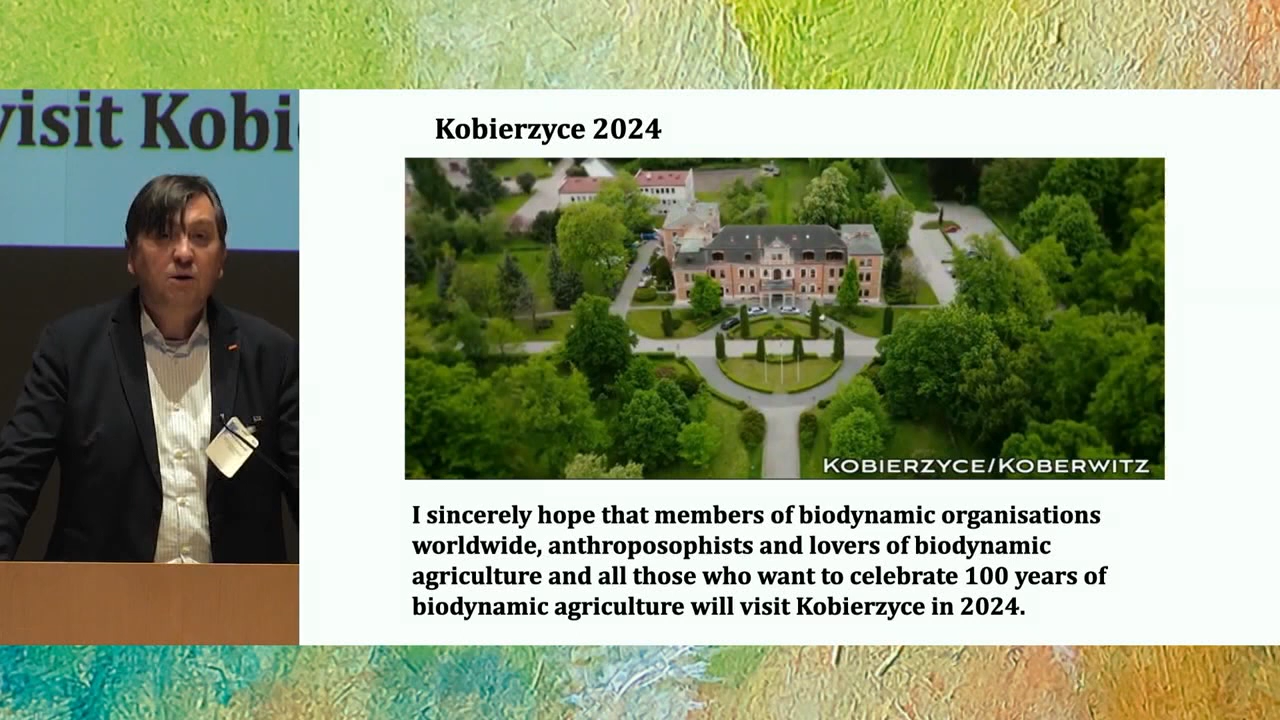 visit Kobi
Kobierzyce 2024
KOBIERZYCE/KOBERWITZ
I sincerely hope that members of biodynamic organisations
worldwide, anthroposophists and lovers of biodynamic
agriculture and all those who want to celebrate 100 years of
biodynamic agriculture will visit Kobierzyce in 2024.